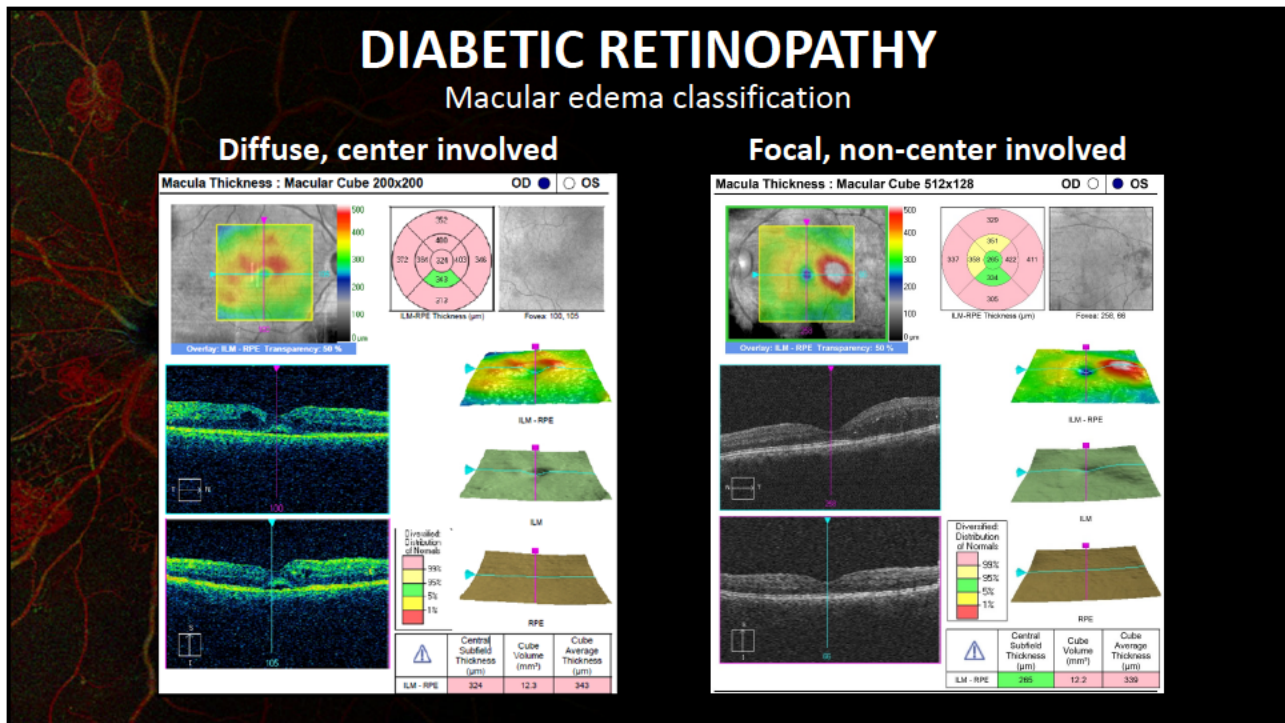 DIABETIC RETINOPATHY
Macular edema classification
Diffuse, center involved
Macula Thickness : Macular Cube 200x200 OD OS
500
400
300
200
100
0 µm
Overlay: ILM - RPE Transparency: 50 %
352
400
372 384 324 403 346
343
313
ILM-RPE Thickness (µm)
Fovea: 100, 105
ILM - RPE
T N
100
ILM
S
I
105
Diversified:
Distribution
of Normals
99%
95%
5%
1%
RPE
Central Subfield Thickness (µm) Cube Volume (mm³) Cube Average Thickness (µm)
ILM - RPE 324 12.3 343
Focal, non-center involved
Macula Thickness : Macular Cube 512x128 OD OS
500
400
300
200
100
0 µm
258
Overlay: ILM - RPE Transparency: 50 %
329
351
337 358 265 422 411
334
305
ILM-RPE Thickness (µm)
Fovea: 258, 66
ILM - RPE
N T
ILM
S
I
66
Diversified:
Distribution
of Normals
99%
95%
5%
1%
RPE
Central Subfield Thickness (µm) Cube Volume (mm³) Cube Average Thickness (µm)
ILM - RPE 265 12.2 339